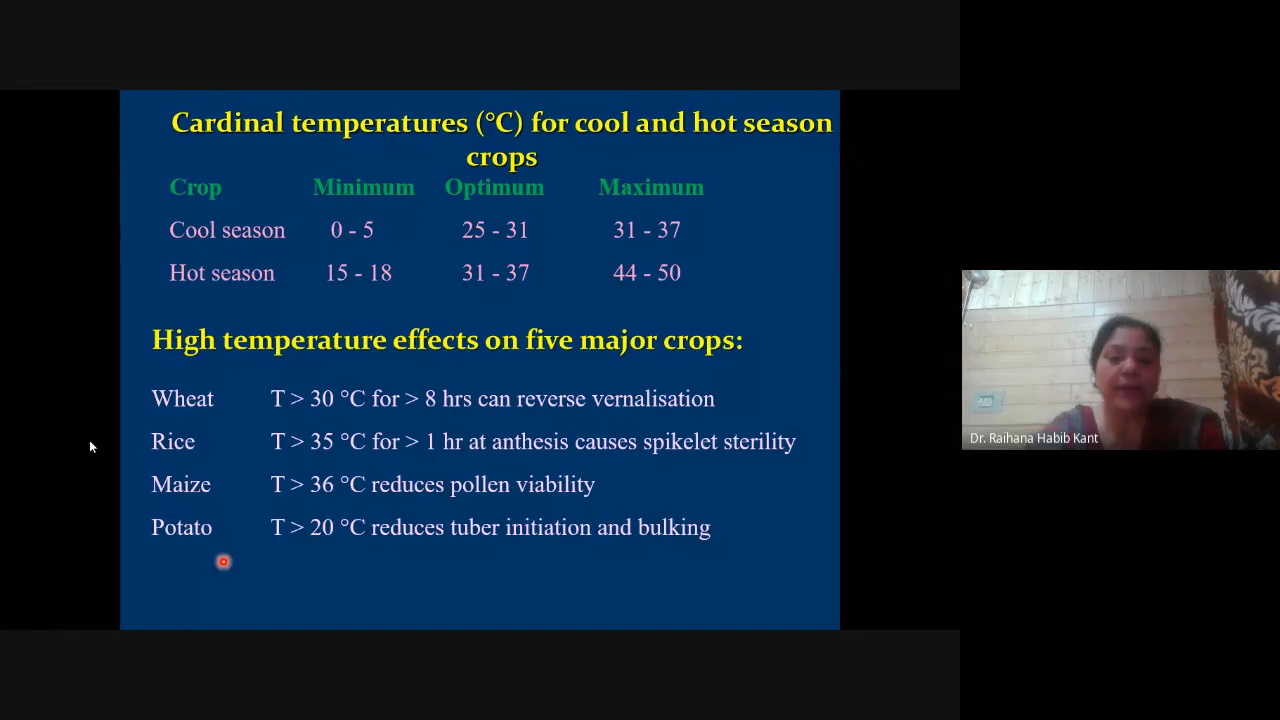 Cardinal temperatures (°C) for cool and hot season
crops
Crop Minimum Optimum Maximum
Cool season 0 - 5 25 - 31 31 - 37
Hot season 15 - 18 31 - 37 44 - 50
High temperature effects on five major crops:
Wheat T > 30 °C for > 8 hrs can reverse vernalisation
Rice T > 35 °C for > 1 hr at anthesis causes spikelet sterility
Maize T > 36 °C reduces pollen viability
Potato T > 20 °C reduces tuber initiation and bulking
Dr. Raihana Habib Kant